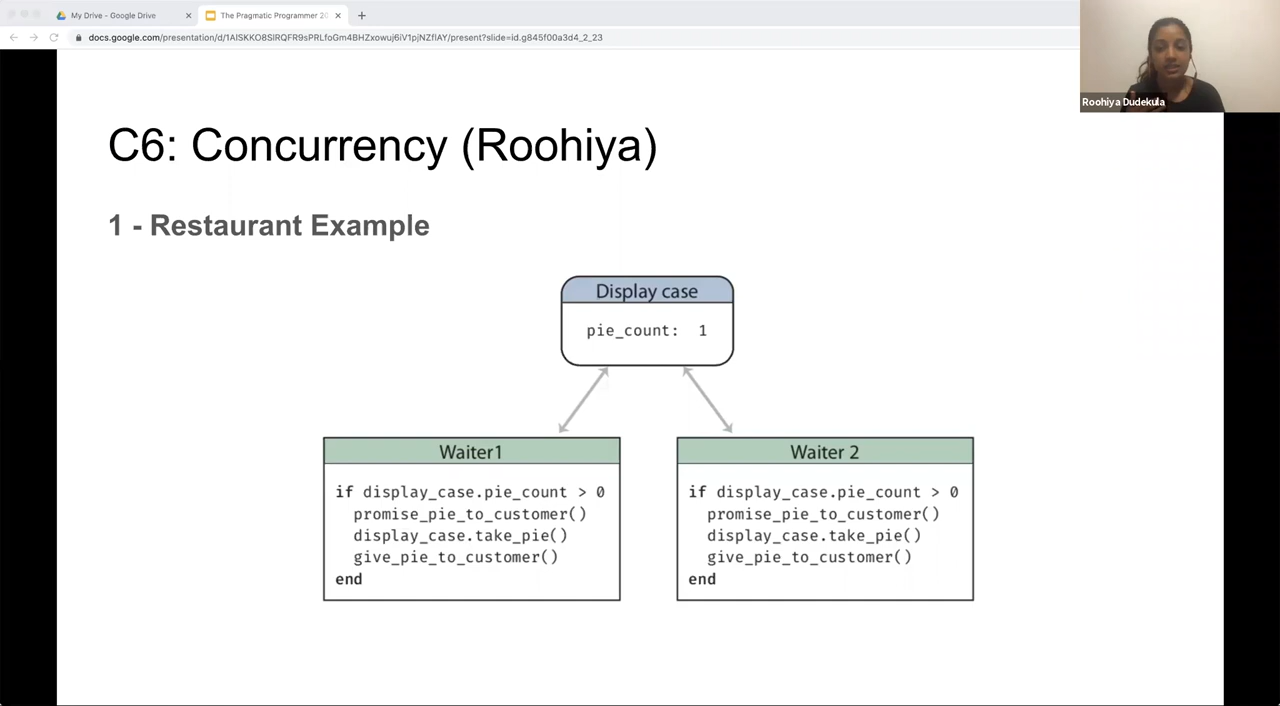 My Drive - Google Drive
The Pragmatic Programmer 20
docs.google.com/presentation/d/1AlSKKO8SlRQFR9sPRLfoGm4BHZxowuj6iV1pjNZflAY/present?slide=id.g845f00a3d4_2_23
Roohiya Dudekula
C6: Concurrency (Roohiya)
1 - Restaurant Example
Display case
pie_count: 1
Waiter1
if display_case.pie_count > 0
promise_pie_to_customer()
display_case.take_pie()
give_pie_to_customer()
end
Waiter 2
if display_case.pie_count > 0
promise_pie_to_customer()
display_case.take_pie()
give_pie_to_customer()
end